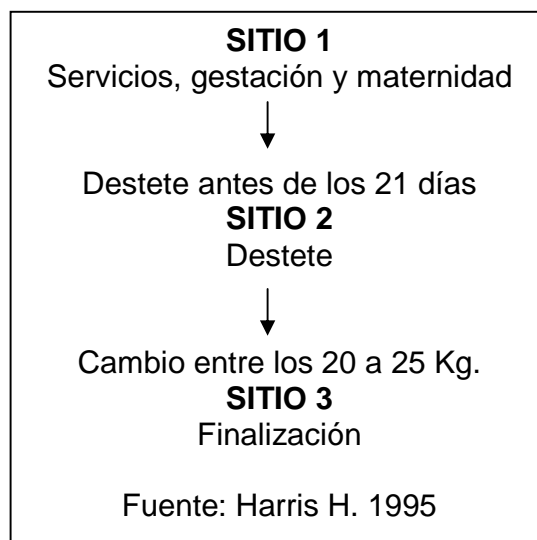 SITIO 1
Servicios, gestación y maternidad
Destete antes de los 21 días
SITIO 2
Destete
Cambio entre los 20 a 25 Kg.
SITIO 3
Finalización
Fuente: Harris H. 1995